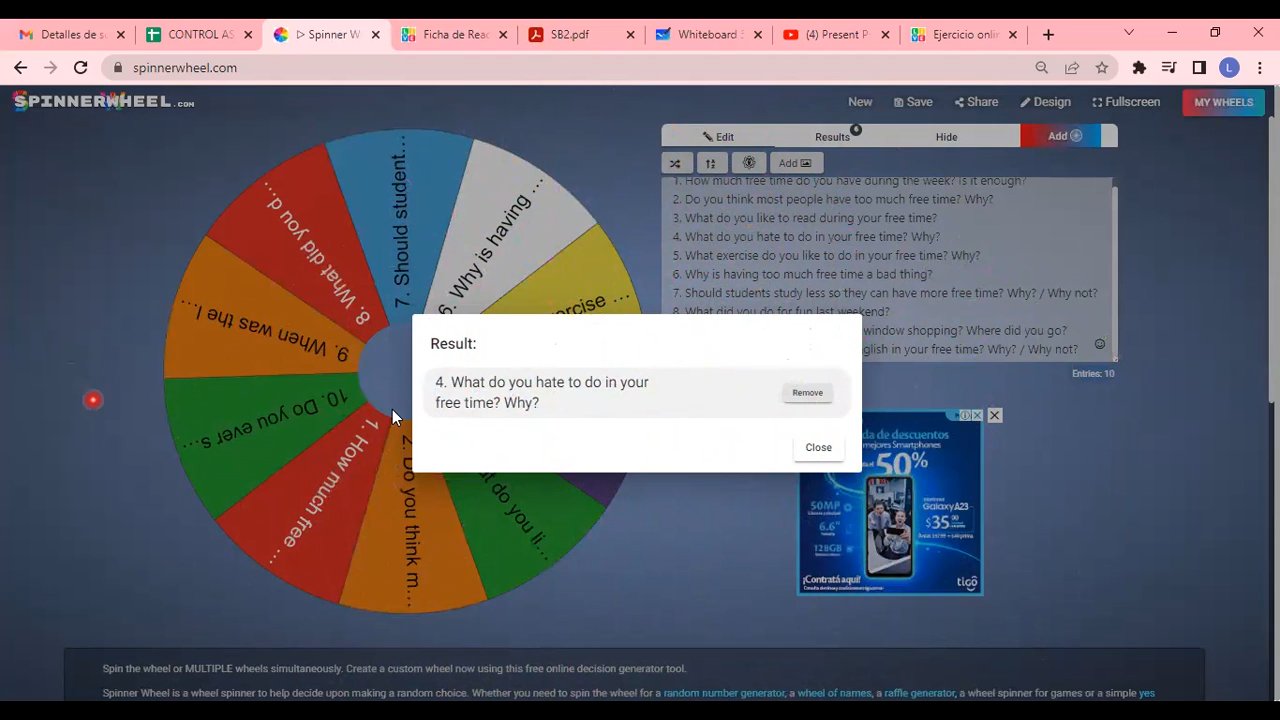 Detalles de su
CONTROL AS
Spinner W
Ficha de Rea
SB2.pdf
Whiteboard S
(4) Present P
Ejercicio onli
spinnerwheel.com
L
SPINNERWHEEL.COM
New
Save
Share
Design
Fullscreen
MY WHEELS
Edit
Results
6
Hide
Add
Add
1. How much free time do you have during the week? Is it enough?
2. Do you think most people have too much free time? Why?
3. What do you like to read during your free time?
4. What do you hate to do in your free time? Why?
5. What exercise do you like to do in your free time? Why?
6. Why is having too much free time a bad thing?
7. Should students study less so they can have more free time? Why? / Why not?
8. What did you do for fun last weekend?
window shopping? Where did you go?
glish in your free time? Why? / Why not?
Entries: 10
7. Should student...
6. Why is having ...
ercise ...
8. What did you d...
9. When was the l...
10. Do you ever s...
1. How much free ...
2. Do you think m...
at do you li...
Result:
4. What do you hate to do in your
free time? Why?
Remove
Close
da de descuentos
mejores Smartphones
50%
50MP
6.6"
128GB
Galaxy A23
$35
¡Contratá aquí!
tigo
Spin the wheel or MULTIPLE wheels simultaneously. Create a custom wheel now using this free online decision generator tool.
Spinner Wheel is a wheel spinner to help decide upon making a random choice. Whether you need to spin the wheel for a random number generator, a wheel of names, a raffle generator, a wheel spinner for games or a simple yes